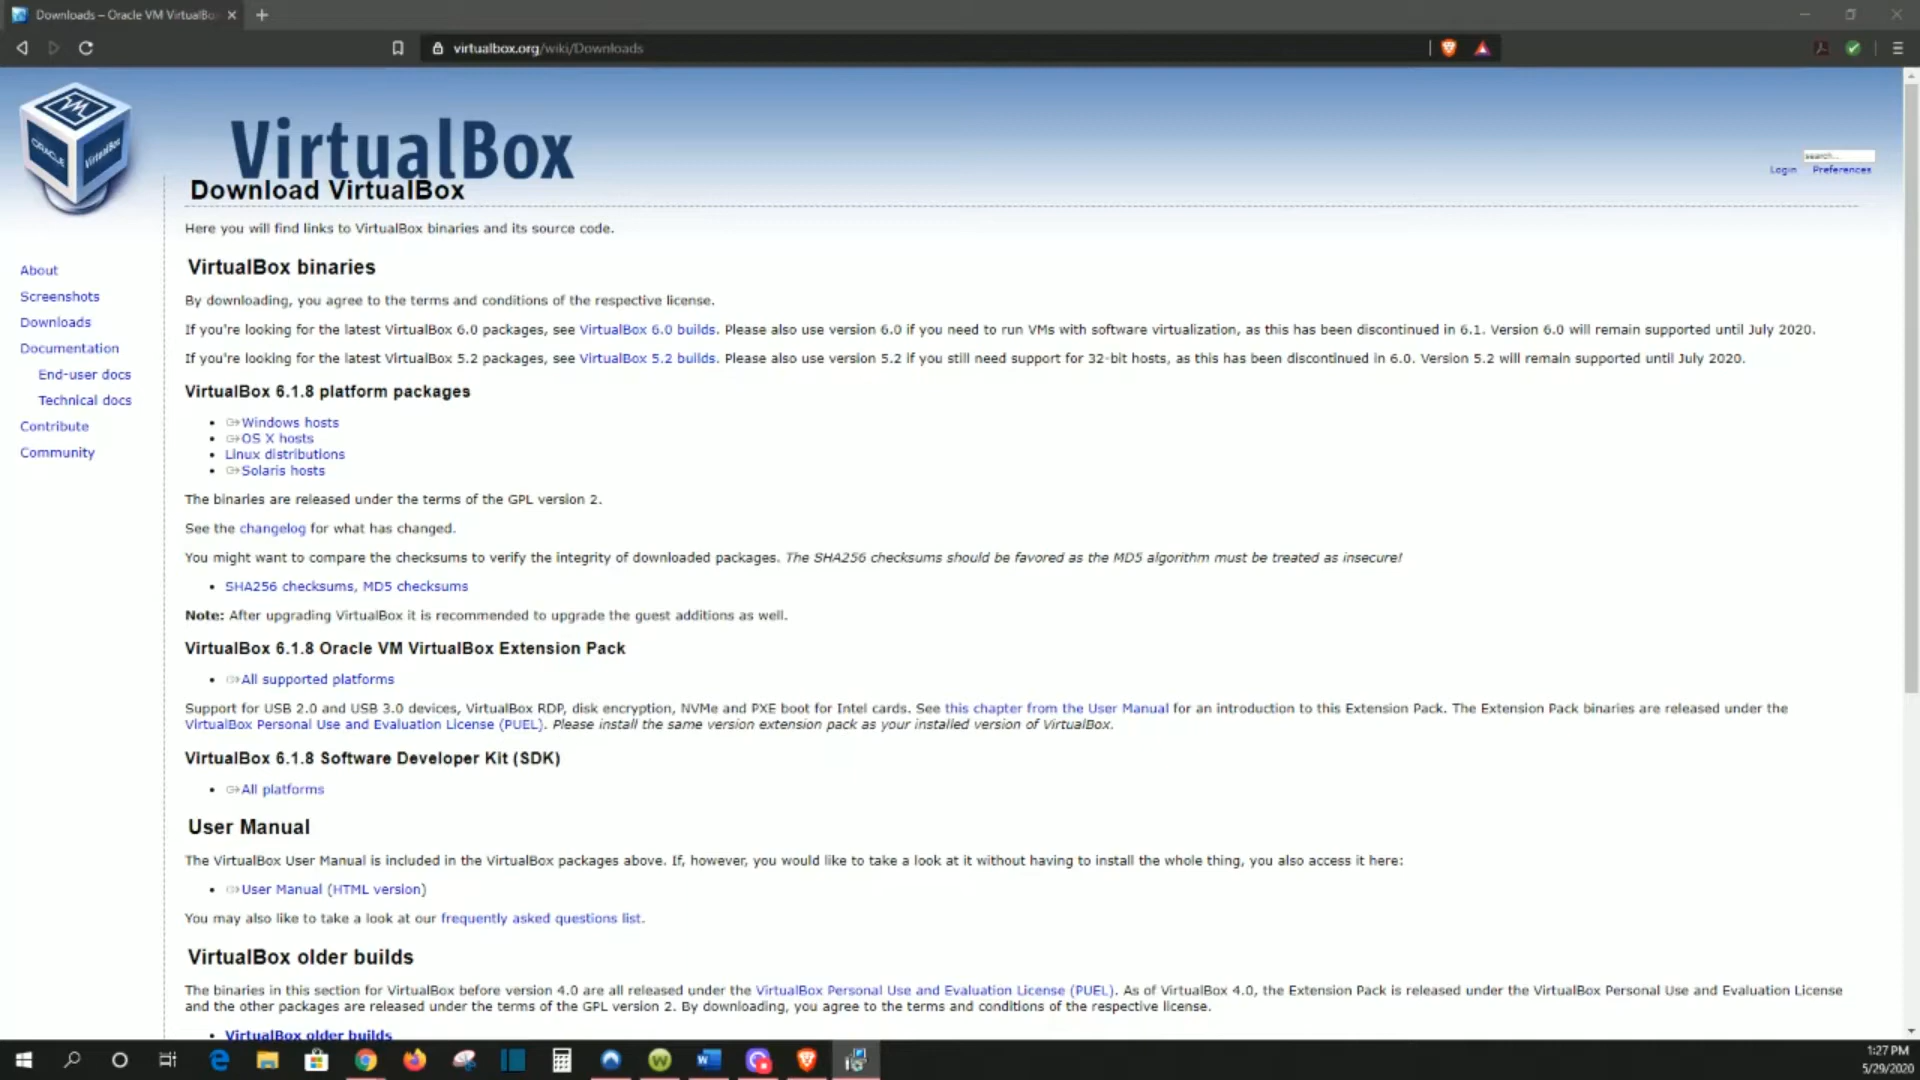 Downloads – Oracle VM VirtualBo
virtualbox.org/wiki/Downloads
ORACLE
VirtualBox
VirtualBox
search...
Login Preferences
About
Screenshots
Downloads
Documentation
End-user docs
Technical docs
Contribute
Community
Download VirtualBox
Here you will find links to VirtualBox binaries and its source code.
VirtualBox binaries
By downloading, you agree to the terms and conditions of the respective license.
If you're looking for the latest VirtualBox 6.0 packages, see VirtualBox 6.0 builds. Please also use version 6.0 if you need to run VMs with software virtualization, as this has been discontinued in 6.1. Version 6.0 will remain supported until July 2020.
If you're looking for the latest VirtualBox 5.2 packages, see VirtualBox 5.2 builds. Please also use version 5.2 if you still need support for 32-bit hosts, as this has been discontinued in 6.0. Version 5.2 will remain supported until July 2020.
VirtualBox 6.1.8 platform packages
Windows hosts
OS X hosts
Linux distributions
Solaris hosts
The binaries are released under the terms of the GPL version 2.
See the changelog for what has changed.
You might want to compare the checksums to verify the integrity of downloaded packages. The SHA256 checksums should be favored as the MD5 algorithm must be treated as insecure!
SHA256 checksums, MD5 checksums
Note: After upgrading VirtualBox it is recommended to upgrade the guest additions as well.
VirtualBox 6.1.8 Oracle VM VirtualBox Extension Pack
All supported platforms
Support for USB 2.0 and USB 3.0 devices, VirtualBox RDP, disk encryption, NVMe and PXE boot for Intel cards. See this chapter from the User Manual for an introduction to this Extension Pack. The Extension Pack binaries are released under the
VirtualBox Personal Use and Evaluation License (PUEL). Please install the same version extension pack as your installed version of VirtualBox.
VirtualBox 6.1.8 Software Developer Kit (SDK)
All platforms
User Manual
The VirtualBox User Manual is included in the VirtualBox packages above. If, however, you would like to take a look at it without having to install the whole thing, you also access it here:
User Manual (HTML version)
You may also like to take a look at our frequently asked questions list.
VirtualBox older builds
The binaries in this section for VirtualBox before version 4.0 are all released under the VirtualBox Personal Use and Evaluation License (PUEL). As of VirtualBox 4.0, the Extension Pack is released under the VirtualBox Personal Use and Evaluation License
and the other packages are released under the terms of the GPL version 2. By downloading, you agree to the terms and conditions of the respective license.
VirtualBox older builds
1:27 PM
5/29/2020